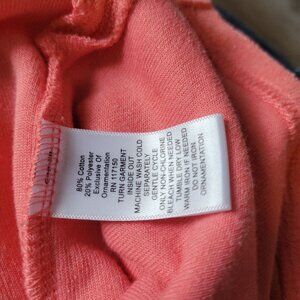 80% Cotton
20% Polyester
Exclusive Of
Ornamentation
RN 117150
TURN GARMENT
INSIDE OUT
MACHINE WASH COLD
SEPARATELY
GENTLE CYCLE
ONLY NON-CHLORINE
BLEACH WHEN NEEDED
TUMBLE DRY LOW
WARM IRON IF NEEDED
DO NOT IRON
ORNAMENTATION